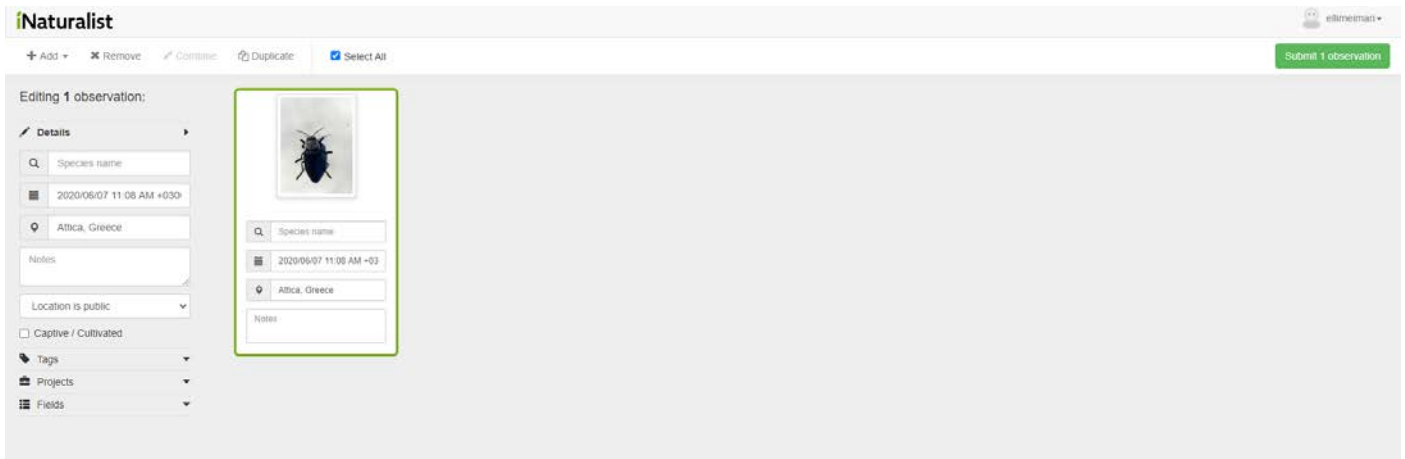 iNaturalist
ellimeimari
Add Remove Combine Duplicate Select All
Submit 1 observation
Editing 1 observation:
Details
Species name
2020/06/07 11:08 AM +030
Attica, Greece
Notes
Location is public
Captive / Cultivated
Tags
Projects
Fields
Species name
2020/06/07 11:08 AM +03
Attica, Greece
Notes